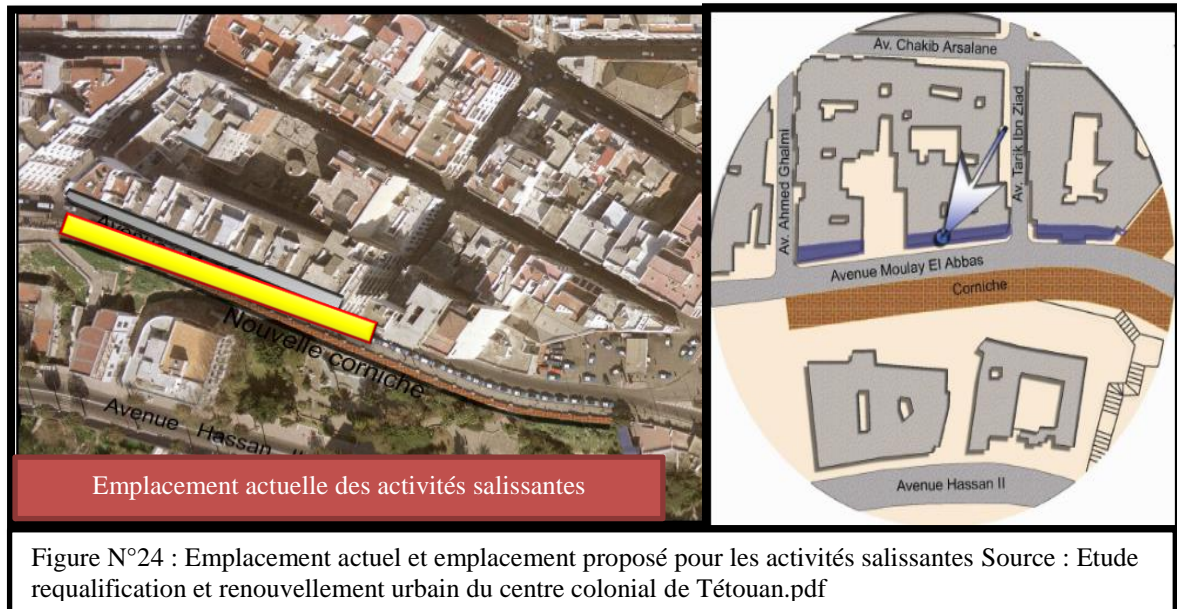 Avenue
Nouvelle corniche
Avenue Hassan II
Emplacement actuelle des activités salissantes
Av. Chakib Arsalane
Av. Ahmed Ghalmi
Av. Tarik Ibn Ziad
Avenue Moulay El Abbas
Corniche
Avenue Hassan II
Figure N°24 : Emplacement actuel et emplacement proposé pour les activités salissantes Source : Etude
requalification et renouvellement urbain du centre colonial de Tétouan.pdf